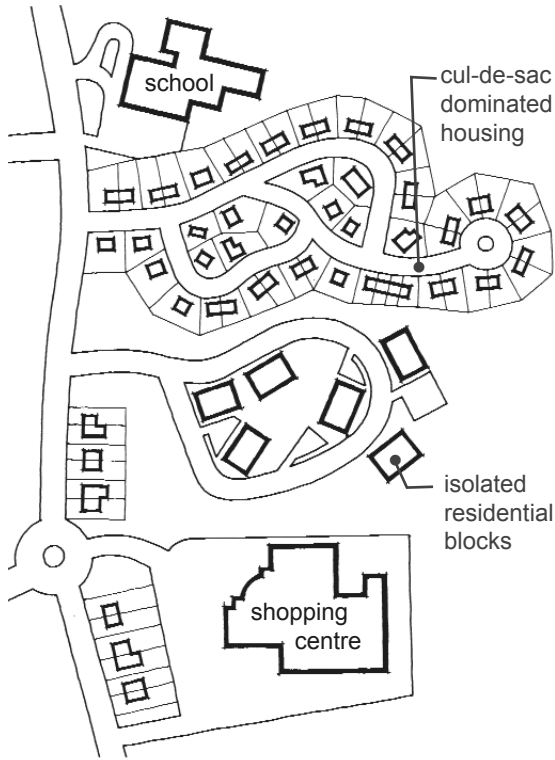 school
cul-de-sac
dominated
housing
isolated
residential
blocks
shopping
centre